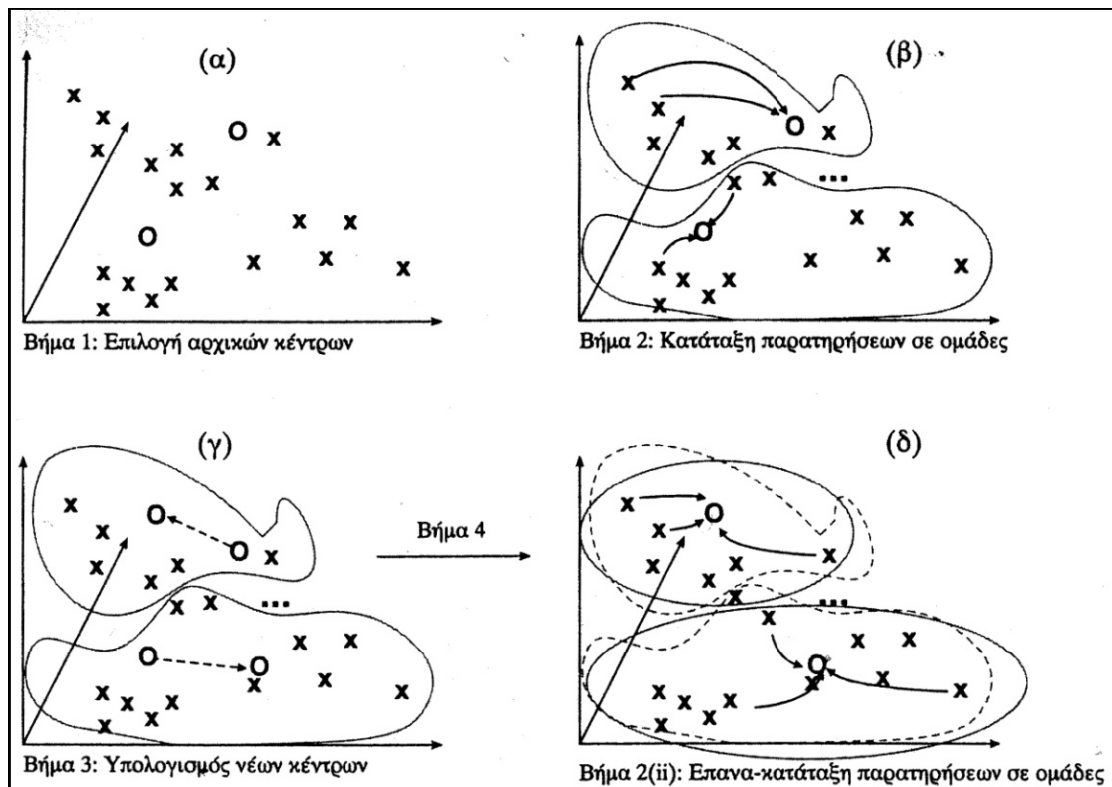 (α)
(β)
Βήμα 1: Επιλογή αρχικών κέντρων
Βήμα 2: Κατάταξη παρατηρήσεων σε ομάδες
(γ)
(δ)
Βήμα 4
Βήμα 3: Υπολογισμός νέων κέντρων
Βήμα 2(ii): Επανα-κατάταξη παρατηρήσεων σε ομάδες